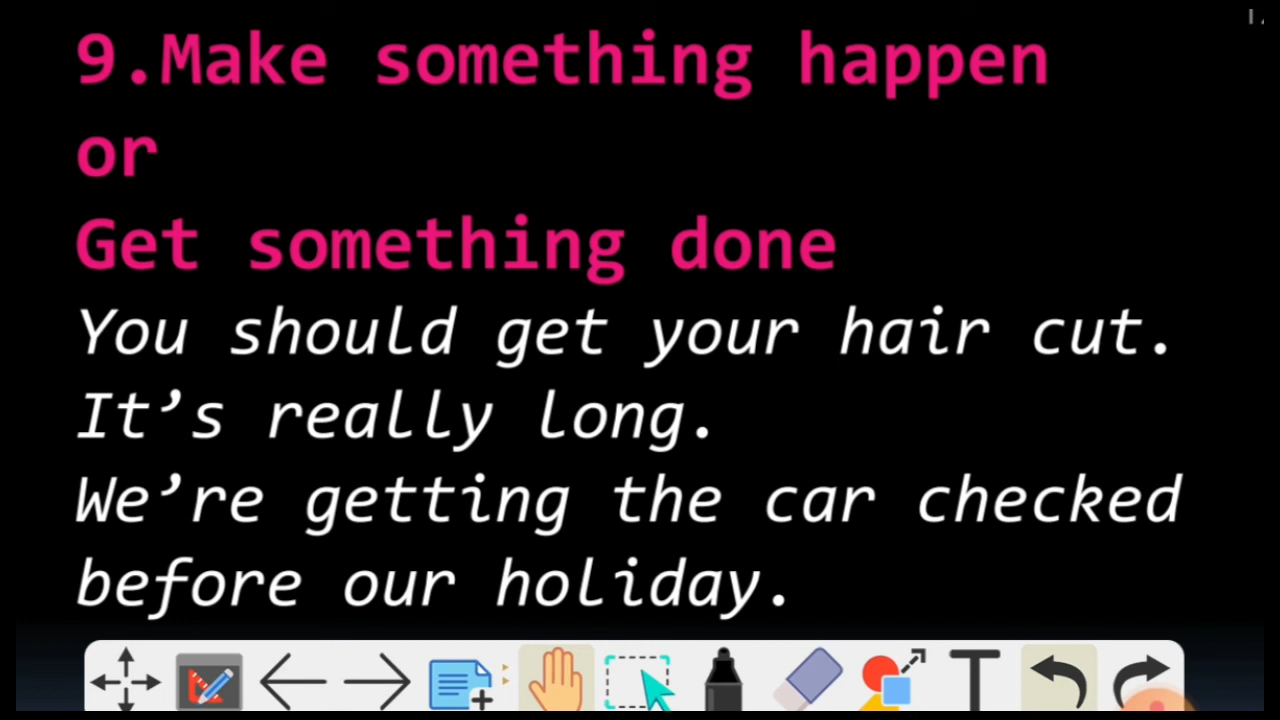 9.Make something happen
or
Get something done
You should get your hair cut.
It’s really long.
We’re getting the car checked
before our holiday.